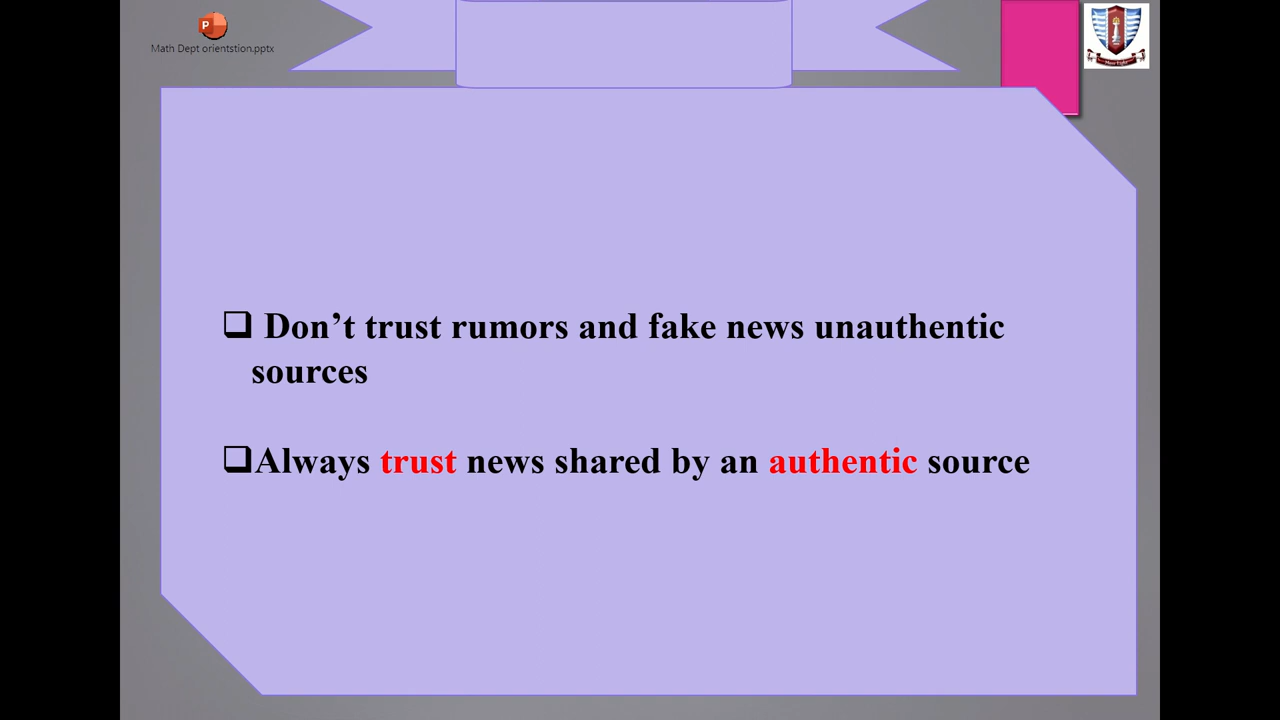 Math Dept orientstion.pptx
Don’t trust rumors and fake news unauthentic
sources
Always trust news shared by an authentic source